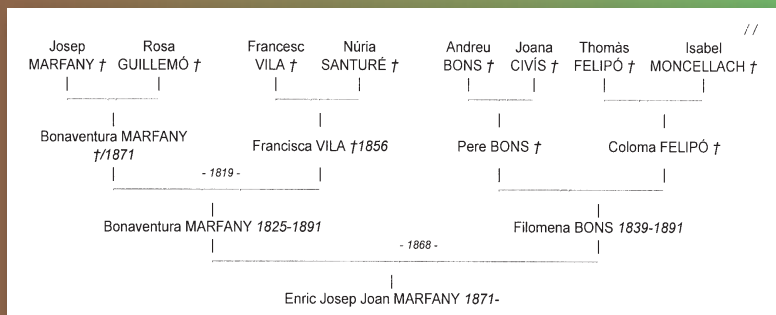 //
Josep Rosa Francesc Núria Andreu Joana Thomàs Isabel
MARFANY † GUILLEMÓ † VILA † SANTURÉ † BONS † CIVÍS † FELIPÓ † MONCELLACH †
Bonaventura MARFANY Francisca VILA †1856 Pere BONS † Coloma FELIPÓ †
†/1871
- 1819 -
Bonaventura MARFANY 1825-1891 Filomena BONS 1839-1891
- 1868 -
Enric Josep Joan MARFANY 1871-